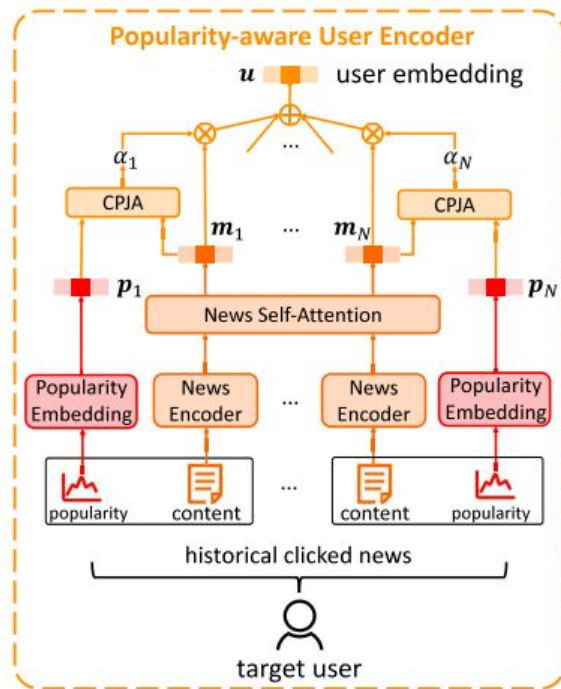 Popularity-aware User Encoder
u user embedding
...
α1 αN
CPJA CPJA
m1 ... mN
p1 pN
News Self-Attention
Popularity Embedding
News Encoder
...
News Encoder
Popularity Embedding
popularity content ... content popularity
historical clicked news
target user